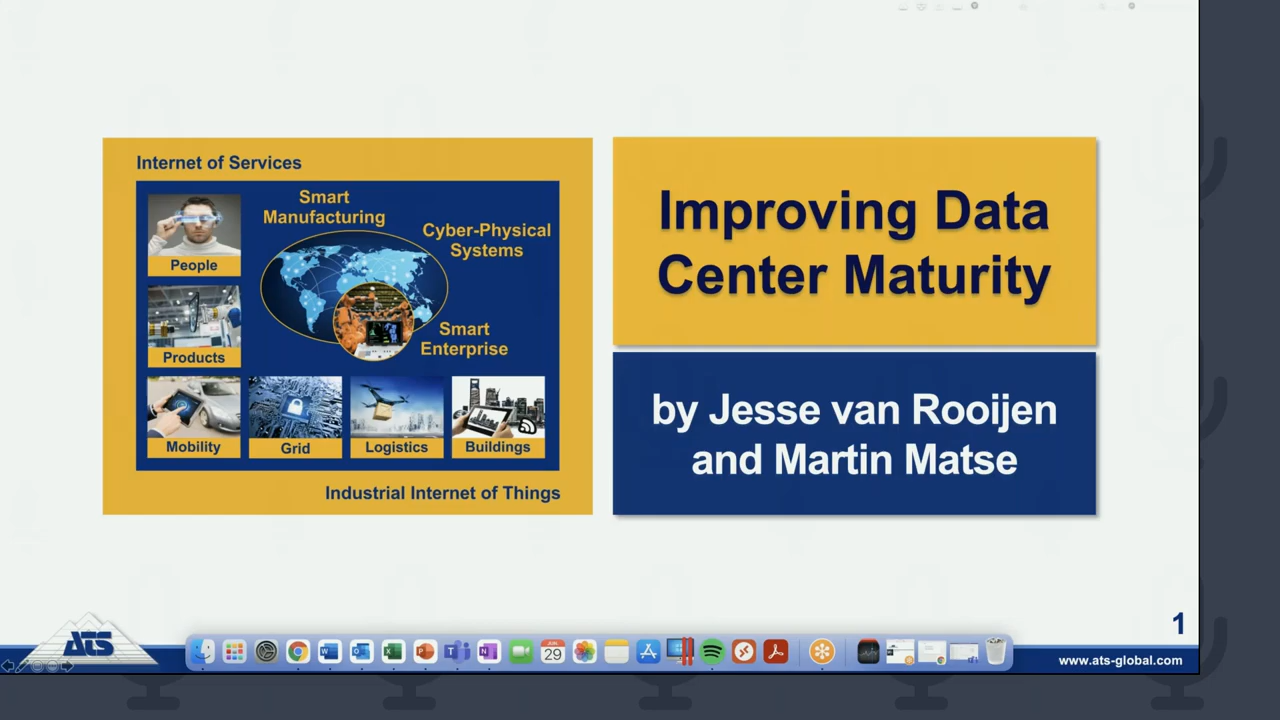 Internet of Services
Smart
Manufacturing
Cyber-Physical
Systems
Smart
Enterprise
People
Products
Mobility
Grid
Logistics
Buildings
Industrial Internet of Things
Improving Data
Center Maturity
by Jesse van Rooijen
and Martin Matse
1
ATS
29
www.ats-global.com